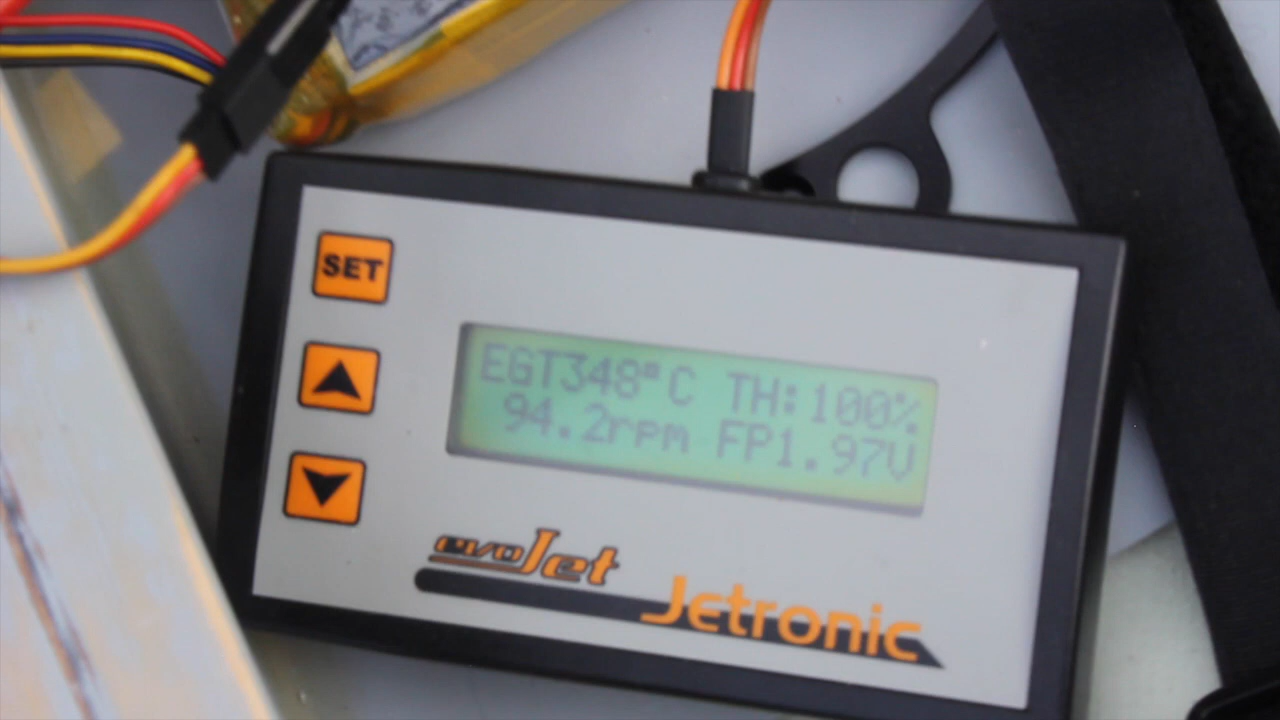 SET
EGT348°C TH:100%
94.2rpm FP1.97V
evoJet
Jetronic